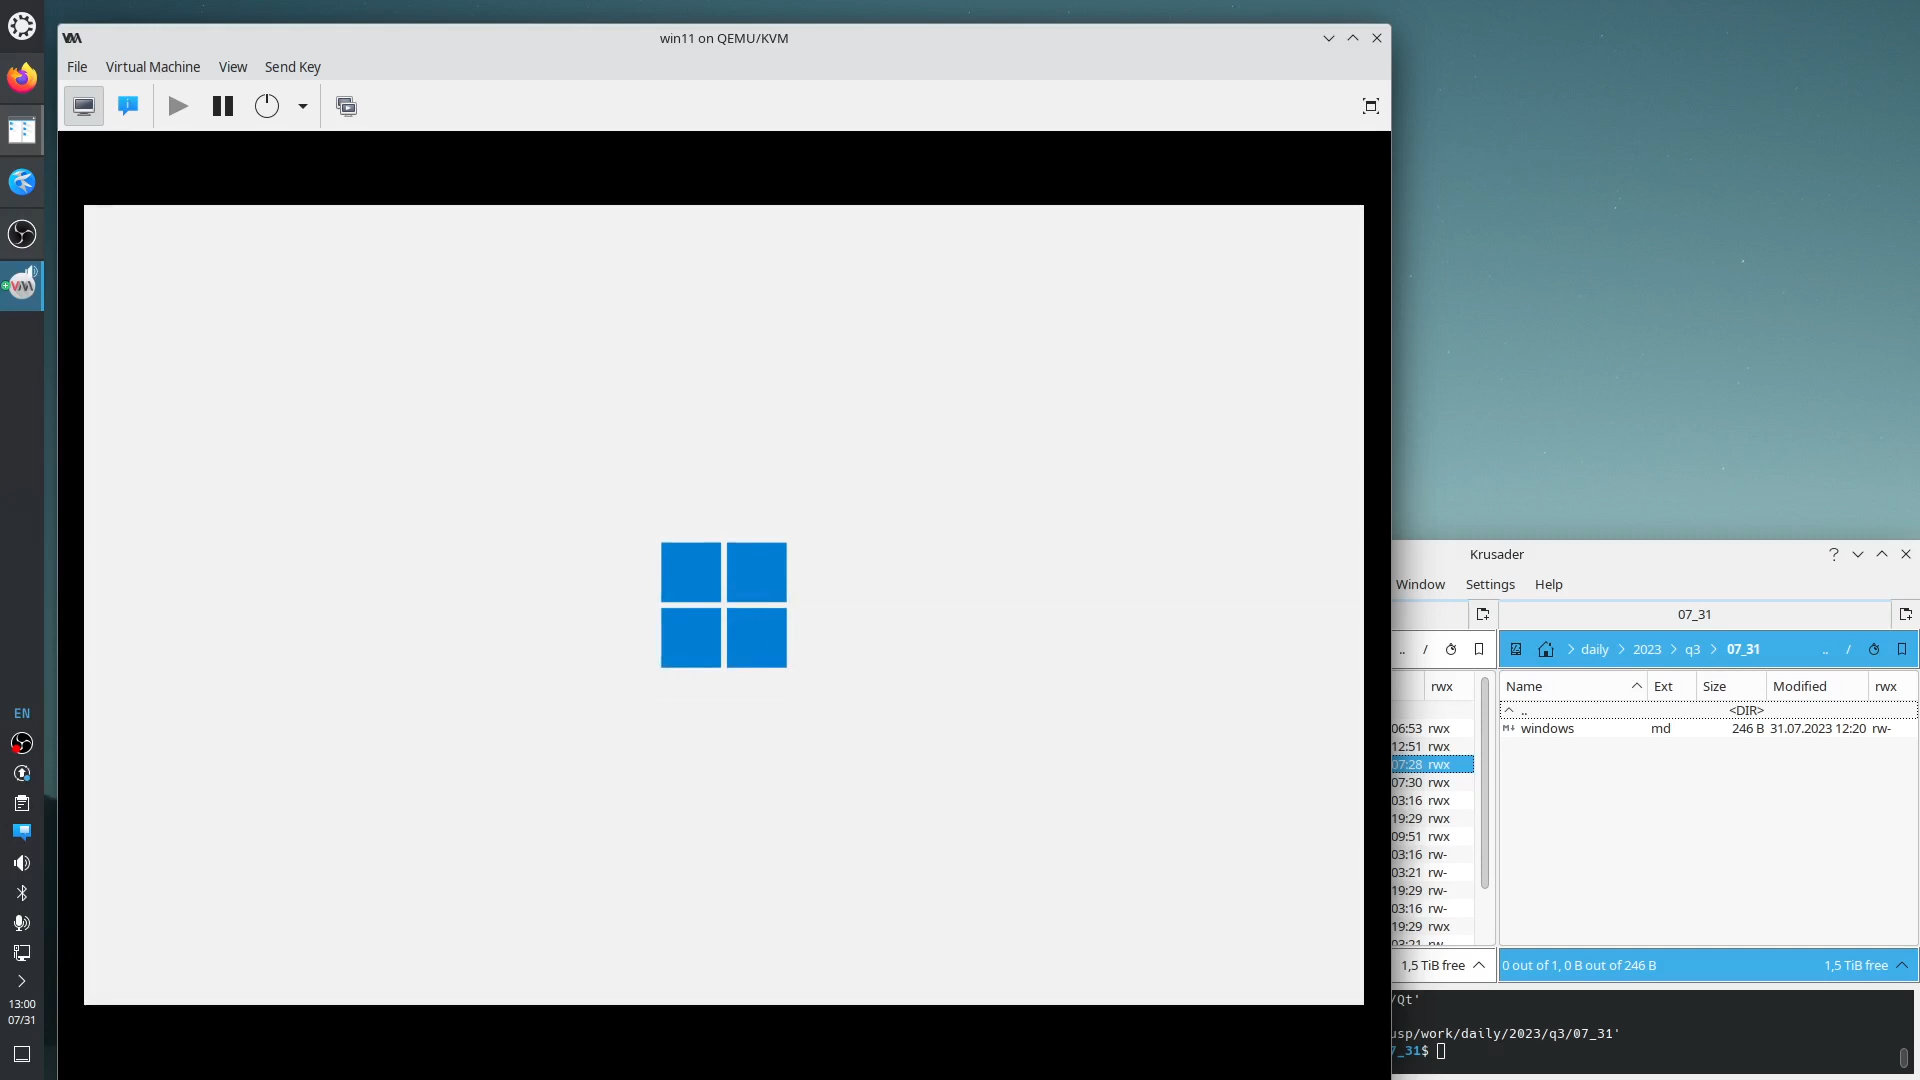 win11 on QEMU/KVM
File Virtual Machine View Send Key
Krusader
Window Settings Help
07_31
.. / > daily > 2023 > q3 > 07_31 .. /
rwx Name Ext Size Modified rwx
.. <DIR>
06:53 rwx windows md 246 B 31.07.2023 12:20 rw-
12:51 rwx
07:28 rwx
07:30 rwx
03:16 rwx
19:29 rwx
09:51 rwx
03:16 rw-
03:21 rw-
19:29 rw-
03:16 rw-
19:29 rwx
03:21 rw-
1,5 TiB free 0 out of 1, 0 B out of 246 B 1,5 TiB free
/Qt'
usp/work/daily/2023/q3/07_31'
7_31$
EN
13:00
07/31